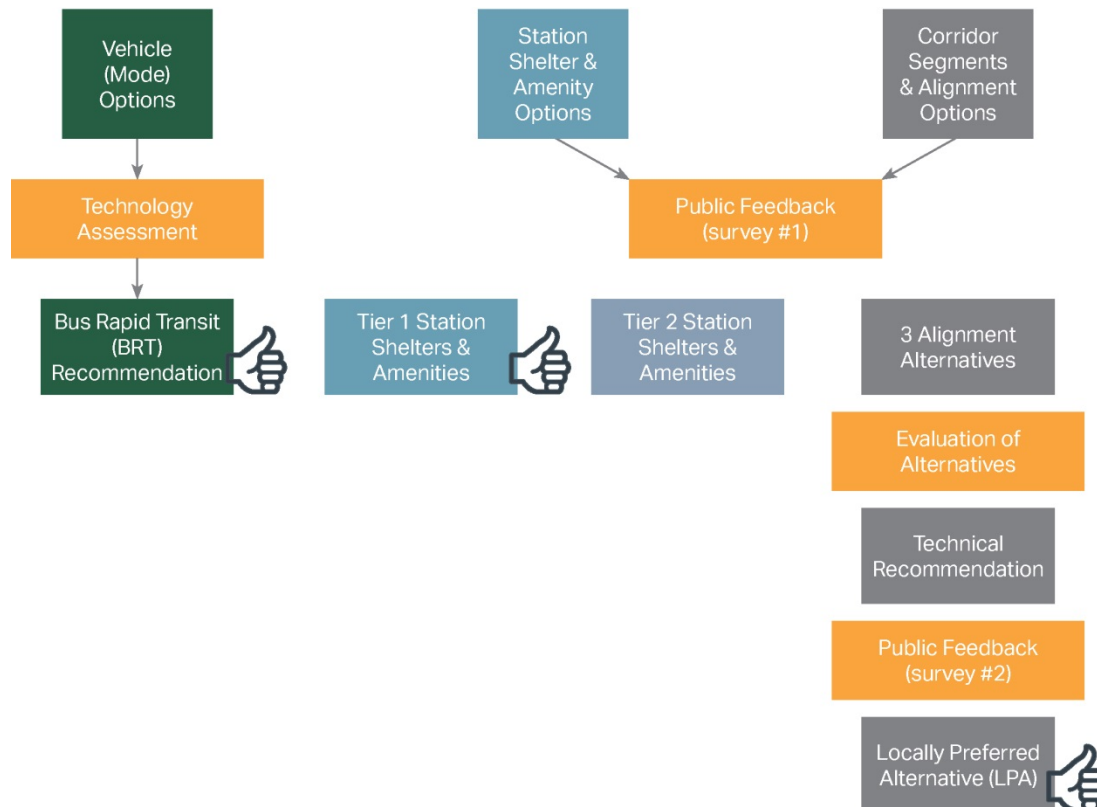 Vehicle
(Mode)
Options
Station
Shelter &
Amenity
Options
Corridor
Segments
& Alignment
Options
Technology
Assessment
Public Feedback
(survey #1)
Bus Rapid Transit
(BRT)
Recommendation
Tier 1 Station
Shelters &
Amenities
Tier 2 Station
Shelters &
Amenities
3 Alignment
Alternatives
Evaluation of
Alternatives
Technical
Recommendation
Public Feedback
(survey #2)
Locally Preferred
Alternative (LPA)